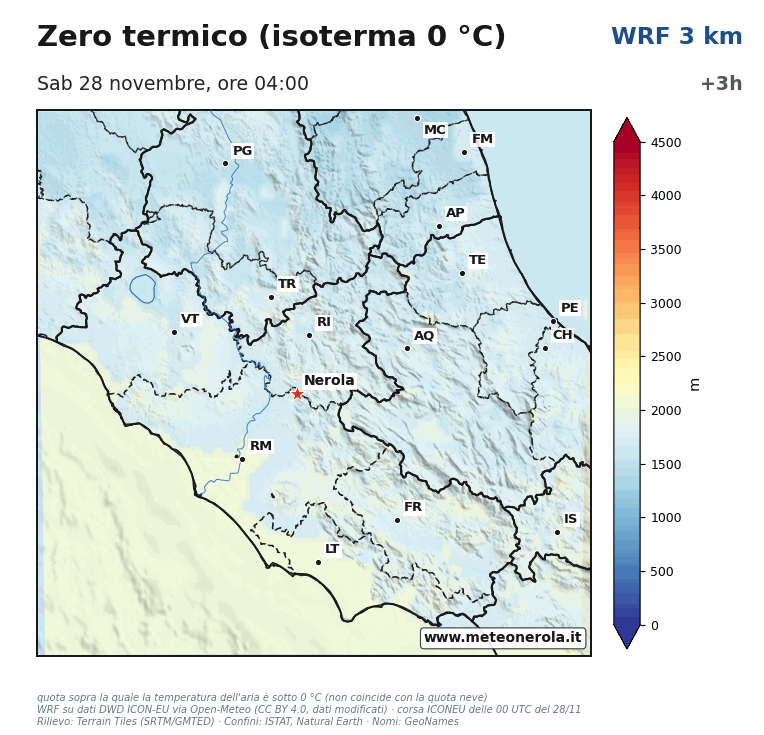 Zero termico (isoterma 0 °C)
WRF 3 km
Sab 28 novembre, ore 04:00
+3h
MC
FM
PG
AP
TE
TR
PE
VT
RI
AQ
CH
Nerola
RM
FR
IS
LT
www.meteonerola.it
4500
4000
3500
3000
2500
2000
1500
1000
500
0
m
quota sopra la quale la temperatura dell'aria è sotto 0 °C (non coincide con la quota neve)
WRF su dati DWD ICON-EU via Open-Meteo (CC BY 4.0, dati modificati) · corsa ICONEU delle 00 UTC del 28/11
Rilievo: Terrain Tiles (SRTM/GMTED) · Confini: ISTAT, Natural Earth · Nomi: GeoNames